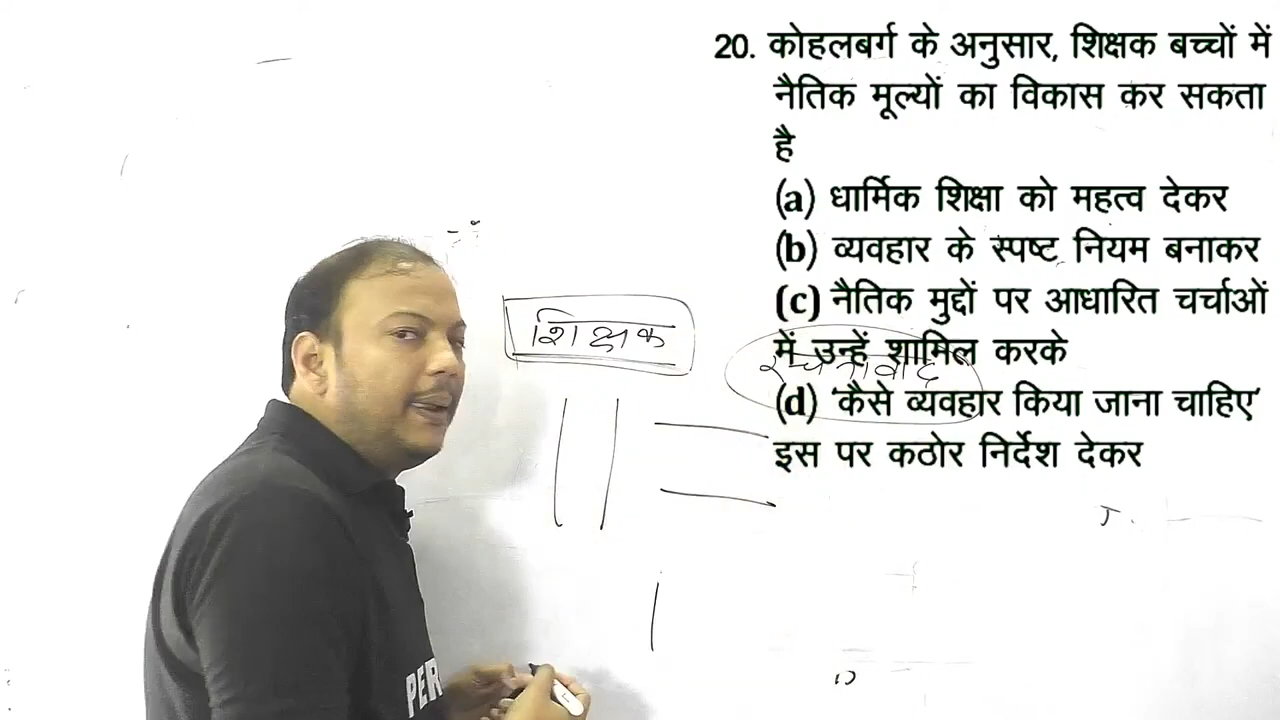 20. कोहलबर्ग के अनुसार, शिक्षक बच्चों में
नैतिक मूल्यों का विकास कर सकता
है
(a) धार्मिक शिक्षा को महत्व देकर
(b) व्यवहार के स्पष्ट नियम बनाकर
(c) नैतिक मुद्दों पर आधारित चर्चाओं
में उन्हें शामिल करके
(d) 'कैसे व्यवहार किया जाना चाहिए'
इस पर कठोर निर्देश देकर
शिक्षक
रचनावाद
PER